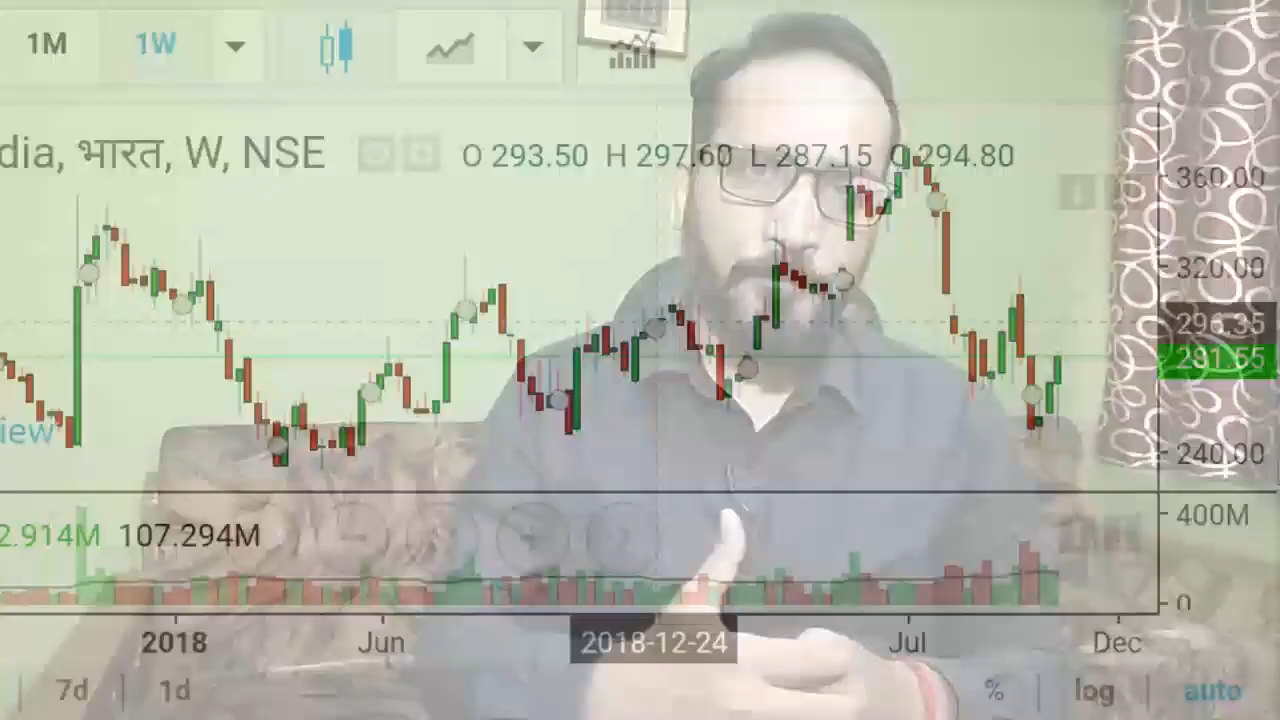 1M 1W
dia, भारत, W, NSE O 293.50 H 297.60 L 287.15 C 294.80
360.00
320.00
296.35
281.55
iew
240.00
2.914M 107.294M
400M
0
2018 Jun 2018-12-24 Jul Dec
7d 1d % log auto